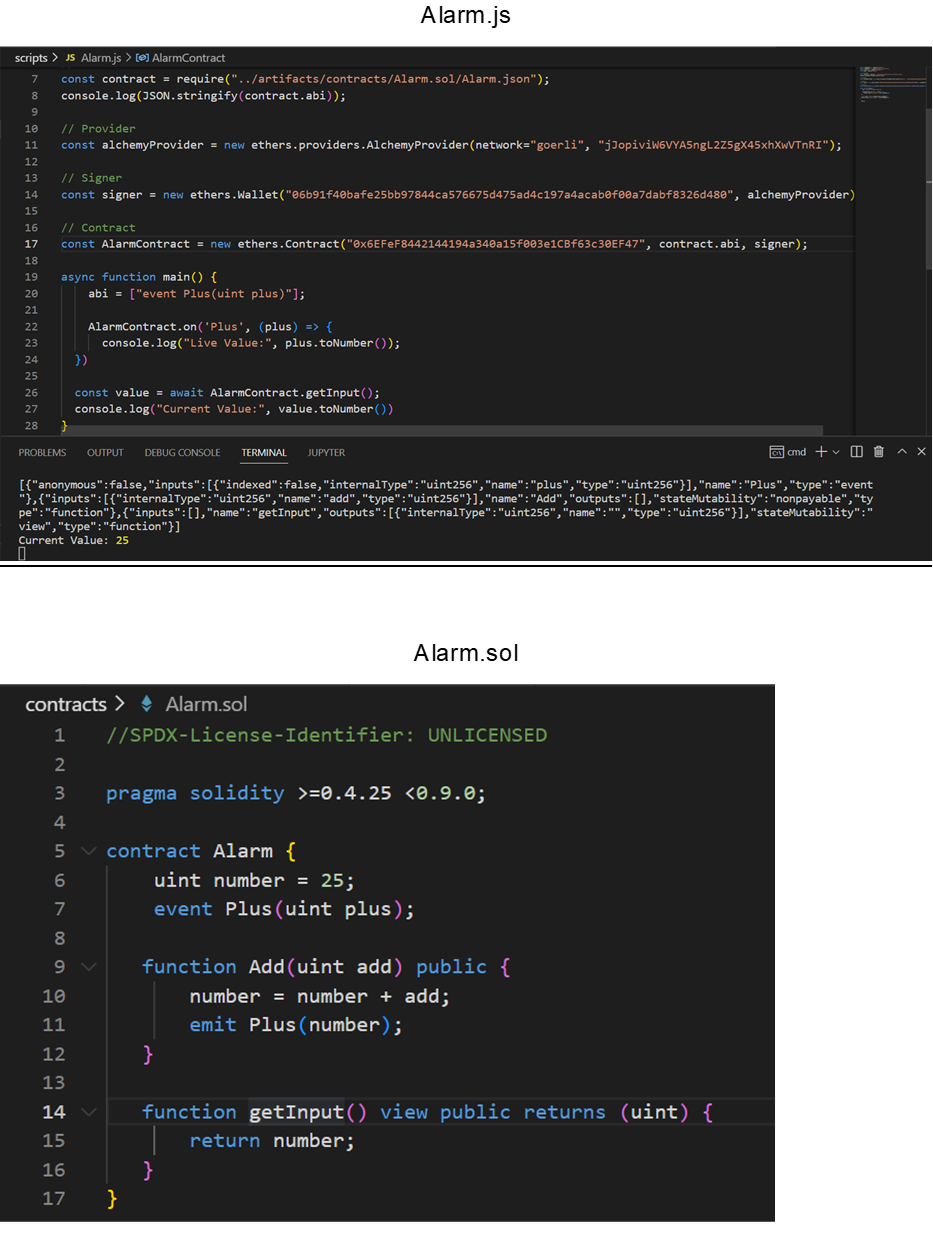 Alarm.js
scripts > JS Alarm.js > AlarmContract
7 const contract = require("../artifacts/contracts/Alarm.sol/Alarm.json");
8 console.log(JSON.stringify(contract.abi));
9
10 // Provider
11 const alchemyProvider = new ethers.providers.AlchemyProvider(network="goerli", "jJopiviW6VYA5ngL2Z5gX45xhXwVTnRI");
12
13 // Signer
14 const signer = new ethers.Wallet("06b91f40bafe25bb97844ca576675d475ad4c197a4acab0f00a7dabf8326d480", alchemyProvider)
15
16 // Contract
17 const AlarmContract = new ethers.Contract("0x6EFeF8442144194a340a15f003e1CBf63c30EF47", contract.abi, signer);
18
19 async function main() {
20 abi = ["event Plus(uint plus)"];
21
22 AlarmContract.on('Plus', (plus) => {
23 console.log("Live Value:", plus.toNumber());
24 })
25
26 const value = await AlarmContract.getInput();
27 console.log("Current Value:", value.toNumber())
28 }
PROBLEMS OUTPUT DEBUG CONSOLE TERMINAL JUPYTER cmd
[{"anonymous":false,"inputs":[{"indexed":false,"internalType":"uint256","name":"plus","type":"uint256"}],"name":"Plus","type":"event
"},{"inputs":[{"internalType":"uint256","name":"add","type":"uint256"}],"name":"Add","outputs":[],"stateMutability":"nonpayable","ty
pe":"function"},{"inputs":[],"name":"getInput","outputs":[{"internalType":"uint256","name":"","type":"uint256"}],"stateMutability":"
view","type":"function"}]
Current Value: 25
Alarm.sol
contracts > Alarm.sol
1 //SPDX-License-Identifier: UNLICENSED
2
3 pragma solidity >=0.4.25 <0.9.0;
4
5 contract Alarm {
6 uint number = 25;
7 event Plus(uint plus);
8
9 function Add(uint add) public {
10 number = number + add;
11 emit Plus(number);
12 }
13
14 function getInput() view public returns (uint) {
15 return number;
16 }
17 }